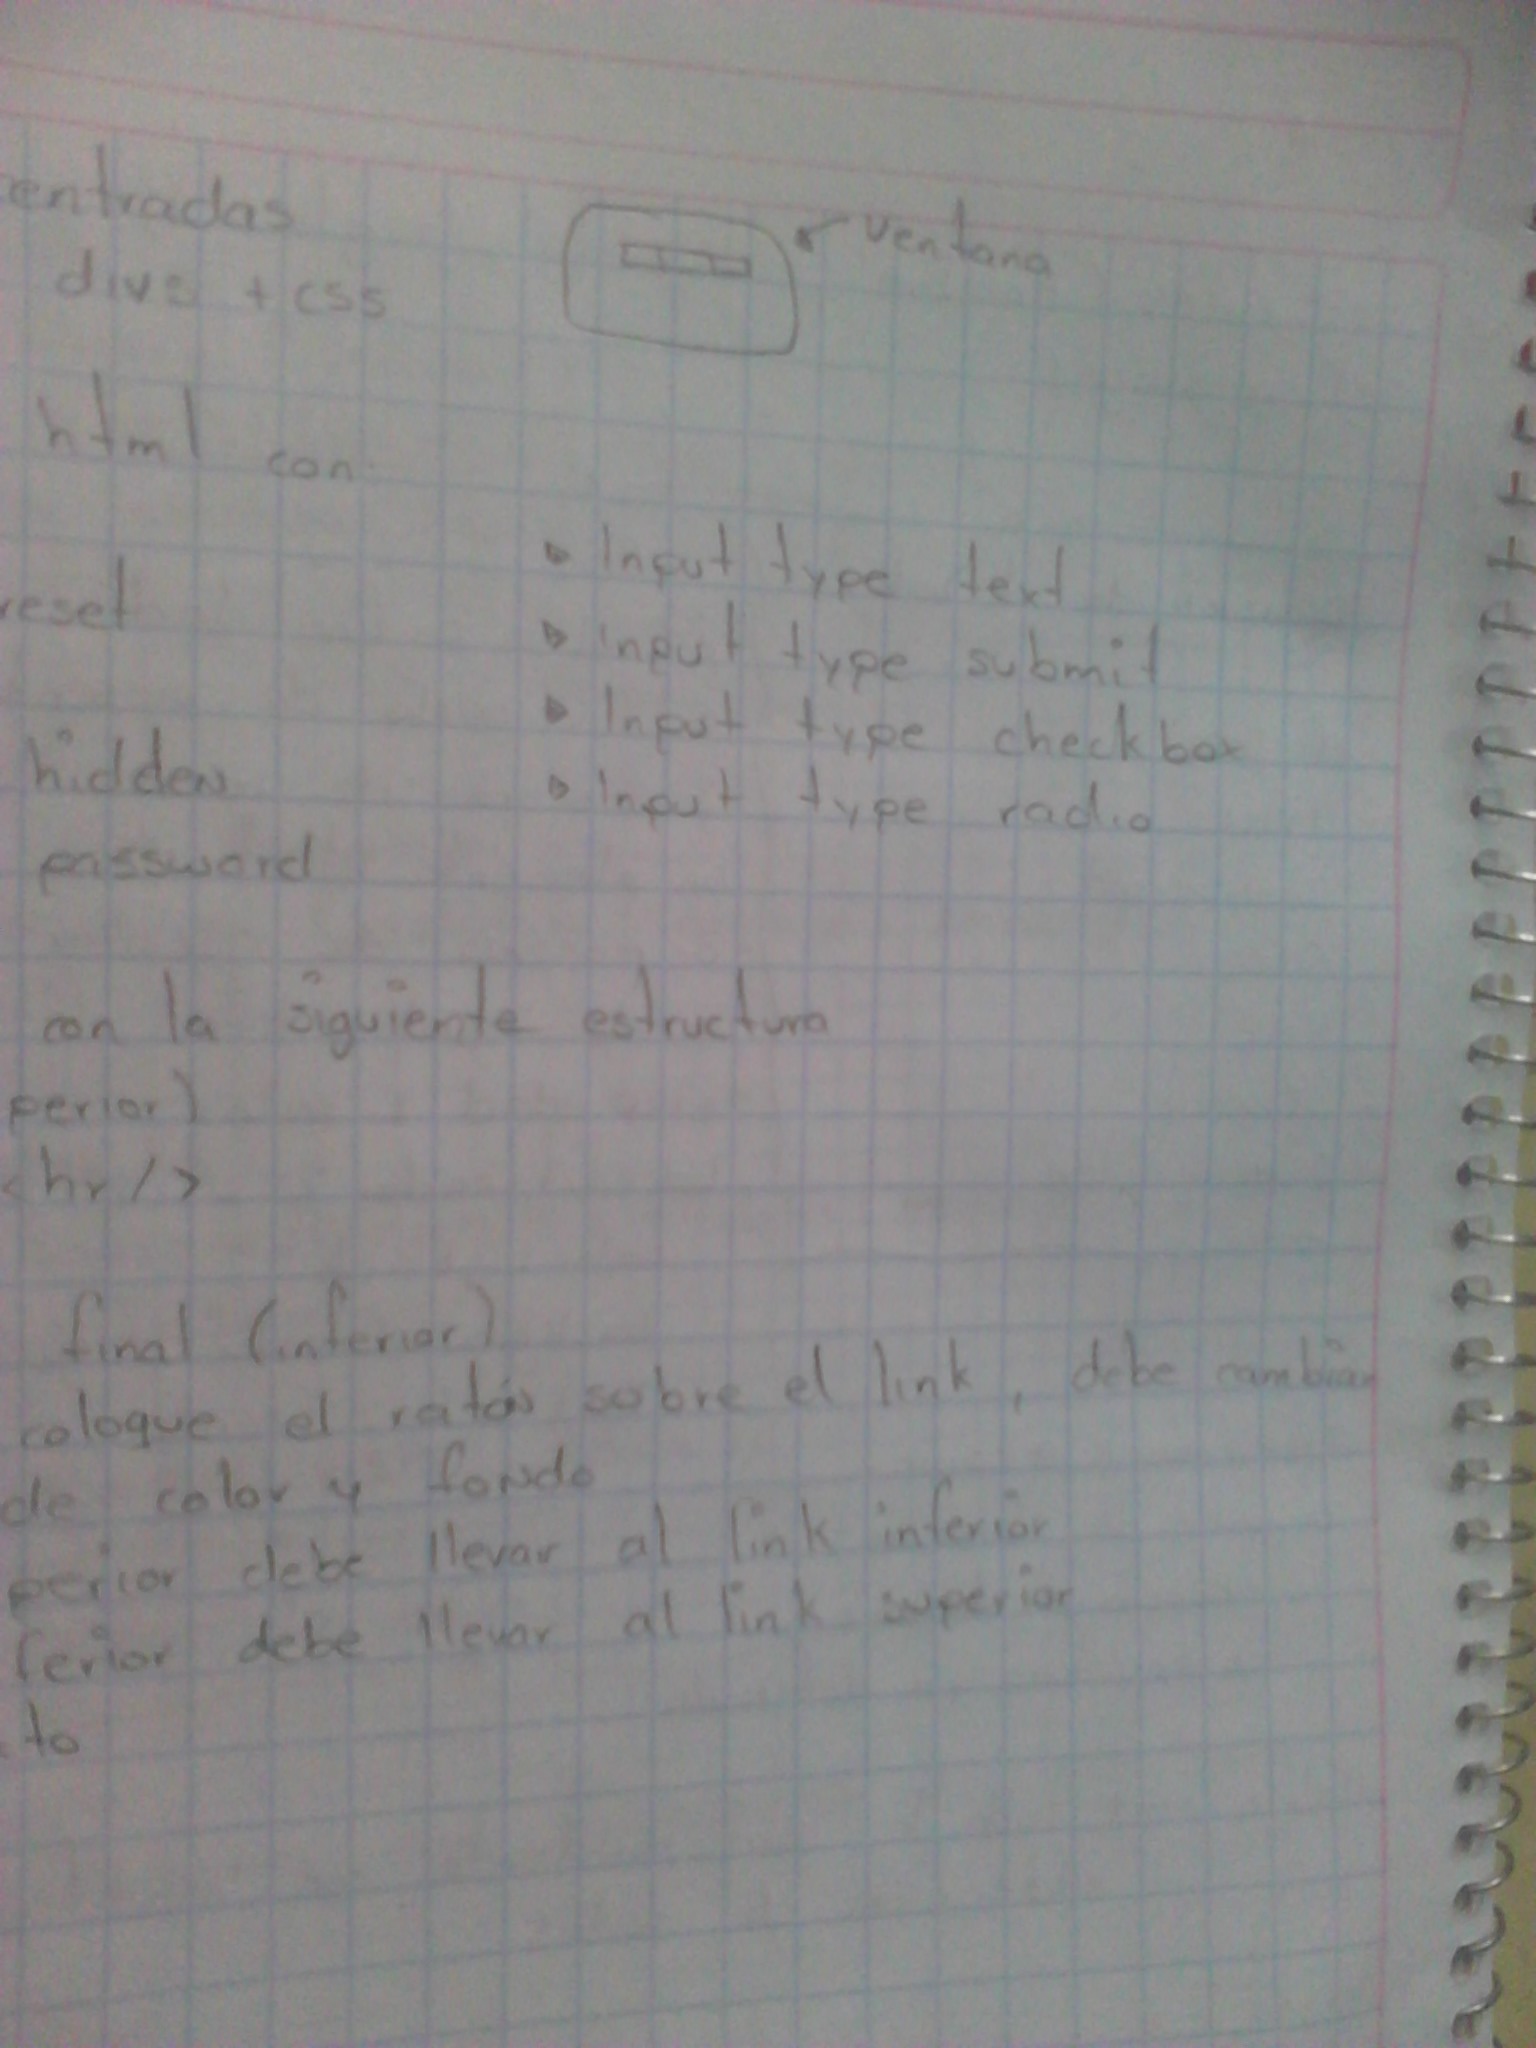 entradas
ventana
divs + css
html con
reset
▹ Input type text
▹ input type submit
hidden
▹ Input type checkbox
password
▹ Input type radio
con la siguiente estructura
perior)
<hr/>
final (inferior)
coloque el ratón sobre el link, debe cambiar
de color y fondo
perior debe llevar al link inferior
ferior debe llevar al link superior
to